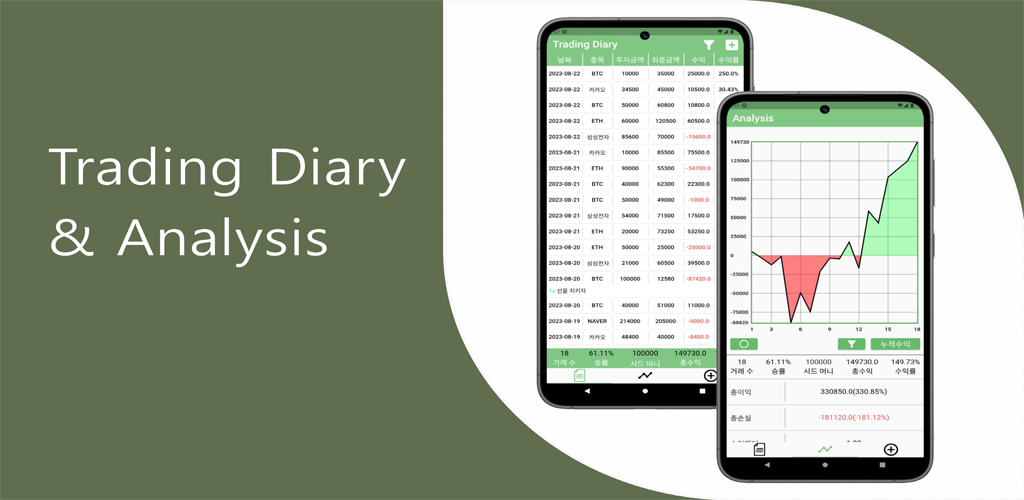 Trading Diary
& Analysis
Trading Diary
날짜 종목 투자금액 최종금액 수익 수익률
2023-08-22 BTC 10000 35000 25000.0 250.0%
2023-08-22 카카오 34500 45000 10500.0 30.43%
2023-08-22 BTC 50000 60800 10800.0
2023-08-22 ETH 60000 120500 60500.0
2023-08-22 삼성전자 85600 70000 -15600.0
2023-08-21 카카오 10000 85500 75500.0
2023-08-21 ETH 90000 55300 -34700.0
2023-08-21 BTC 40000 62300 22300.0
2023-08-21 BTC 50000 49000 -1000.0
2023-08-21 삼성전자 54000 71500 17500.0
2023-08-21 ETH 20000 73250 53250.0
2023-08-20 ETH 50000 25000 -25000.0
2023-08-20 삼성전자 21000 60500 39500.0
2023-08-20 BTC 100000 12580 -87420.0
선을 지키자
2023-08-20 BTC 40000 51000 11000.0
2023-08-19 NAVER 214000 205000 -9000.0
2023-08-19 카카오 48400 40000 -8400.0
18 61.11% 100000 149730.0
거래 수 승률 시드 머니 총수익
Analysis
149730
125000
100000
75000
50000
25000
0
-25000
-50000
-75000
-88820
1 3 6 9 12 15 18
누적수익
18 61.11% 100000 149730.0 149.73%
거래 수 승률 시드 머니 총수익 수익률
총이익 330850.0(330.85%)
총손실 -181120.0(-181.12%)